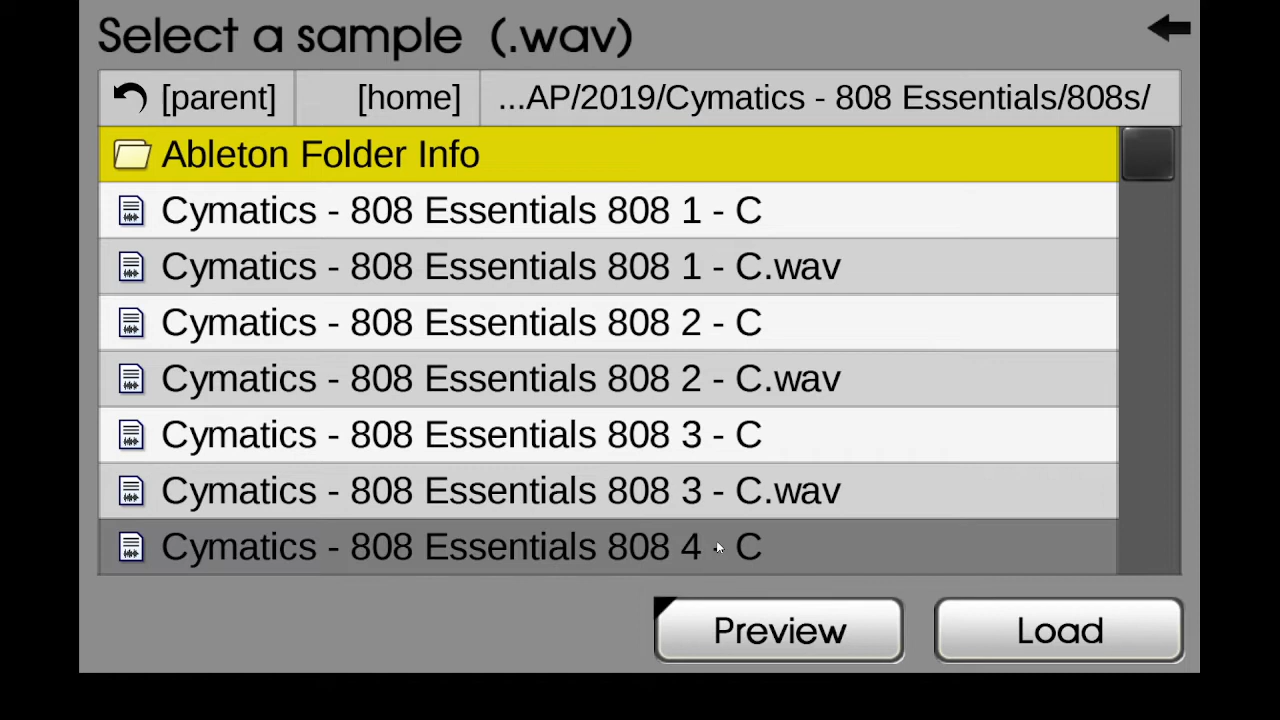 Select a sample (.wav)
[parent] [home] ...AP/2019/Cymatics - 808 Essentials/808s/
Ableton Folder Info
Cymatics - 808 Essentials 808 1 - C
Cymatics - 808 Essentials 808 1 - C.wav
Cymatics - 808 Essentials 808 2 - C
Cymatics - 808 Essentials 808 2 - C.wav
Cymatics - 808 Essentials 808 3 - C
Cymatics - 808 Essentials 808 3 - C.wav
Cymatics - 808 Essentials 808 4 - C
Preview Load